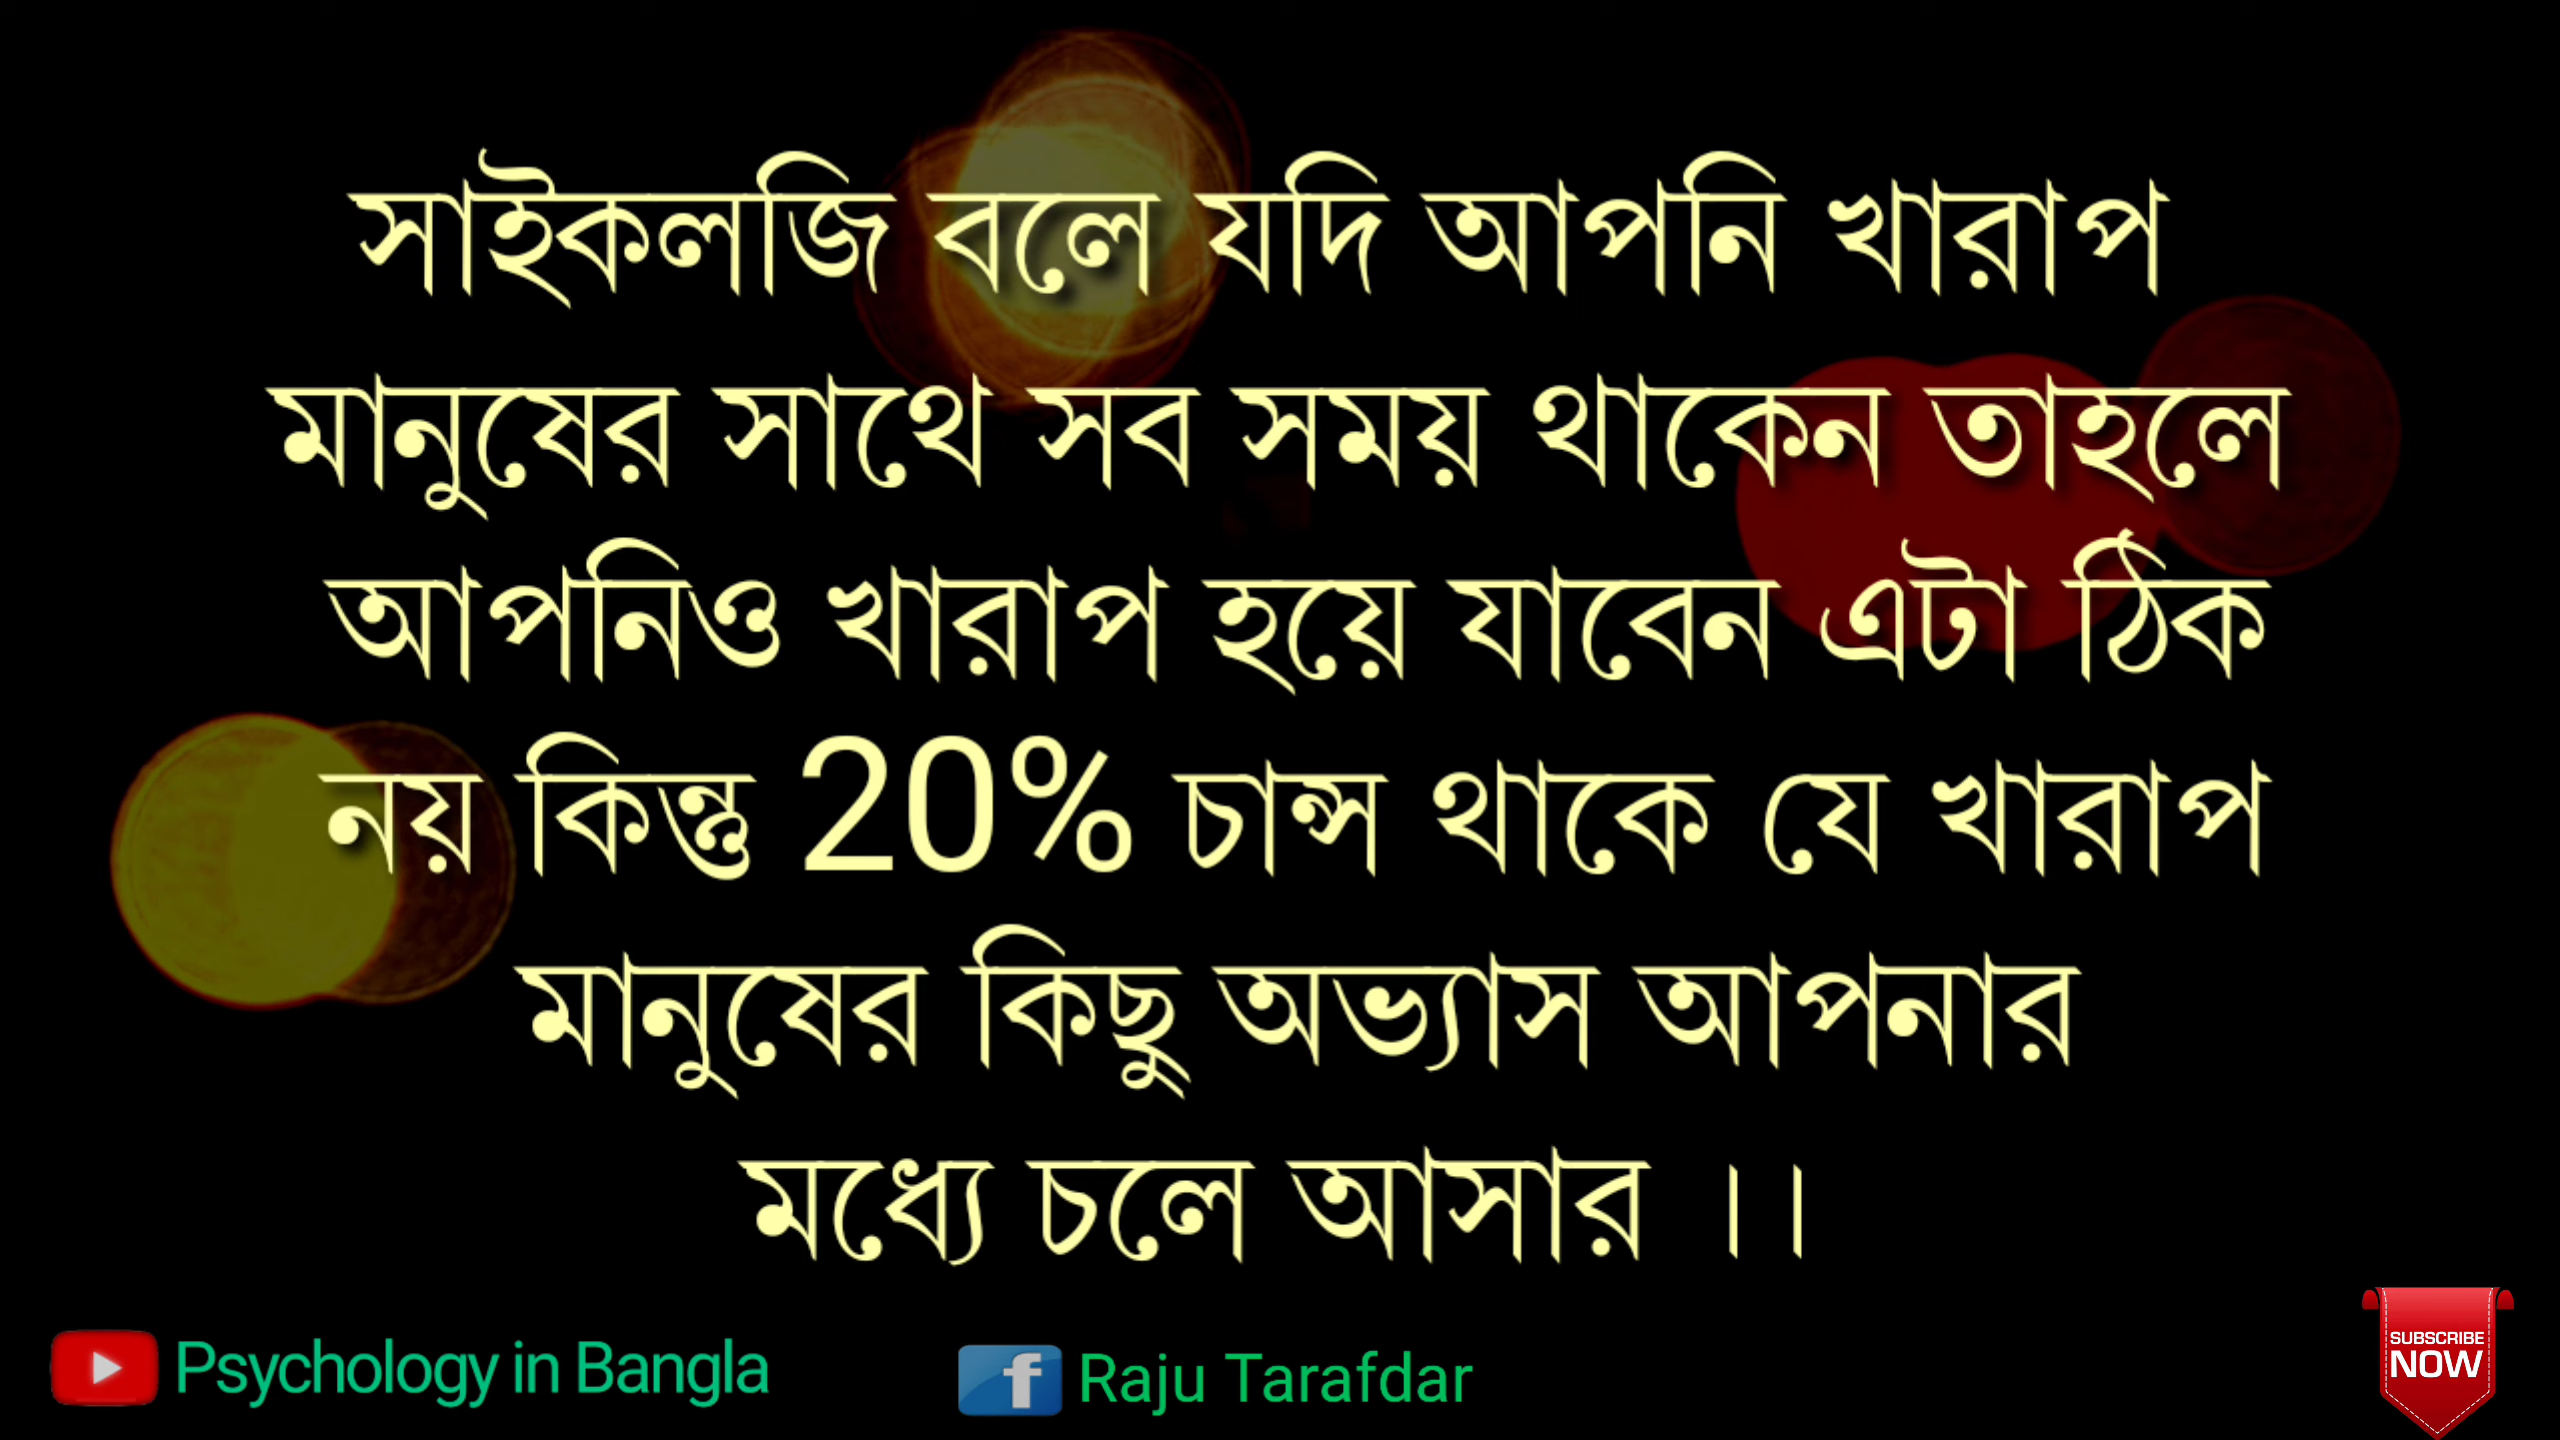 সাইকলজি বলে যদি আপনি খারাপ
মানুষের সাথে সব সময় থাকেন তাহলে
আপনিও খারাপ হয়ে যাবেন এটা ঠিক
নয় কিন্তু 20% চান্স থাকে যে খারাপ
মানুষের কিছু অভ্যাস আপনার
মধ্যে চলে আসার ।।
Psychology in Bangla
f Raju Tarafdar
SUBSCRIBE
NOW